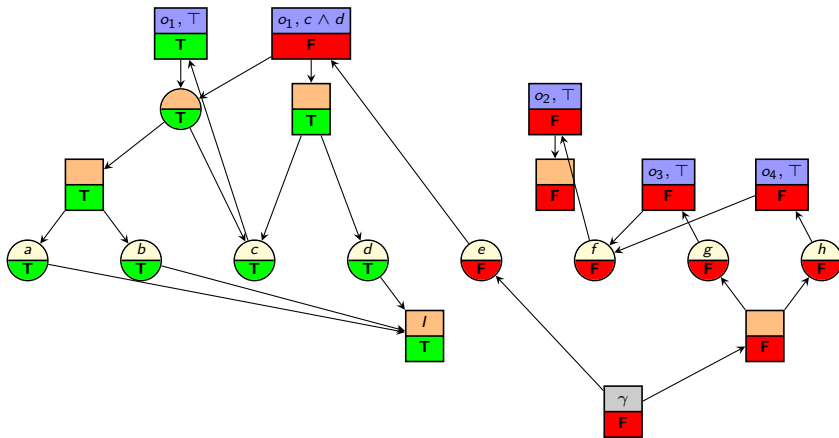 o₁, ⊤
o₁, c ∧ d
T
F
o₂, ⊤
T
T
F
o₃, ⊤
o₄, ⊤
T
F
F
F
a
b
c
d
e
f
g
h
T
T
T
T
F
F
F
F
I
T
F
γ
F